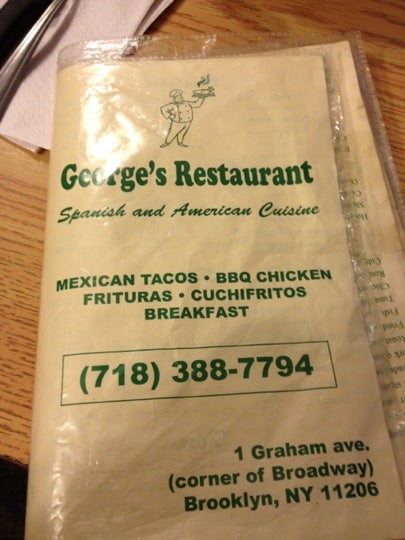 George's Restaurant
Spanish and American Cuisine
MEXICAN TACOS • BBQ CHICKEN
FRITURAS • CUCHIFRITOS
BREAKFAST
(718) 388-7794
1 Graham ave.
(corner of Broadway)
Brooklyn, NY 11206